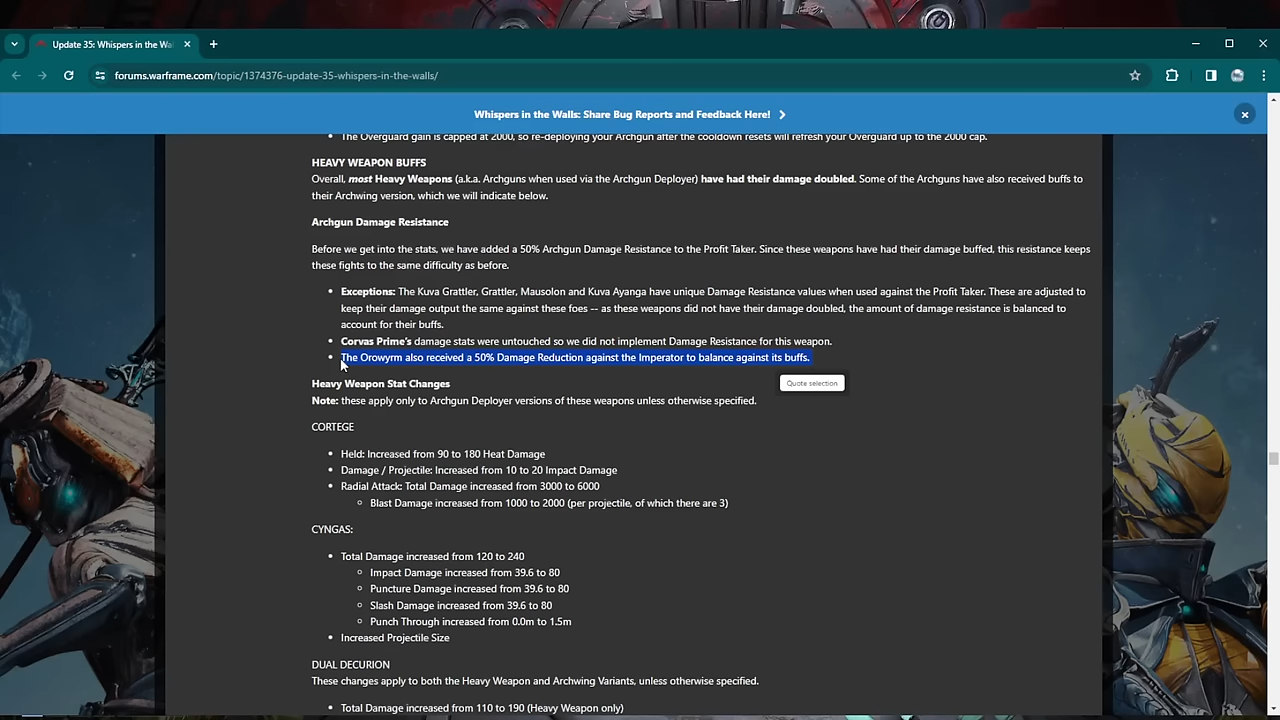 Update 35: Whispers in the Wa
forums.warframe.com/topic/1374376-update-35-whispers-in-the-walls/
Whispers in the Walls: Share Bug Reports and Feedback Here!
The Overguard gain is capped at 2000, so re-deploying your Archgun after the cooldown resets will refresh your Overguard up to the 2000 cap.
HEAVY WEAPON BUFFS
Overall, most Heavy Weapons (a.k.a. Archguns when used via the Archgun Deployer) have had their damage doubled. Some of the Archguns have also received buffs to
their Archwing version, which we will indicate below.
Archgun Damage Resistance
Before we get into the stats, we have added a 50% Archgun Damage Resistance to the Profit Taker. Since these weapons have had their damage buffed, this resistance keeps
these fights to the same difficulty as before.
Exceptions: The Kuva Grattler, Grattler, Mausolon and Kuva Ayanga have unique Damage Resistance values when used against the Profit Taker. These are adjusted to
keep their damage output the same against these foes -- as these weapons did not have their damage doubled, the amount of damage resistance is balanced to
account for their buffs.
Corvas Prime's damage stats were untouched so we did not implement Damage Resistance for this weapon.
The Orowyrm also received a 50% Damage Reduction against the Imperator to balance against its buffs.
Quote selection
Heavy Weapon Stat Changes
Note: these apply only to Archgun Deployer versions of these weapons unless otherwise specified.
CORTEGE
Held: Increased from 90 to 180 Heat Damage
Damage / Projectile: Increased from 10 to 20 Impact Damage
Radial Attack: Total Damage increased from 3000 to 6000
Blast Damage increased from 1000 to 2000 (per projectile, of which there are 3)
CYNGAS:
Total Damage increased from 120 to 240
Impact Damage increased from 39.6 to 80
Puncture Damage increased from 39.6 to 80
Slash Damage increased from 39.6 to 80
Punch Through increased from 0.0m to 1.5m
Increased Projectile Size
DUAL DECURION
These changes apply to both the Heavy Weapon and Archwing Variants, unless otherwise specified.
Total Damage increased from 110 to 190 (Heavy Weapon only)